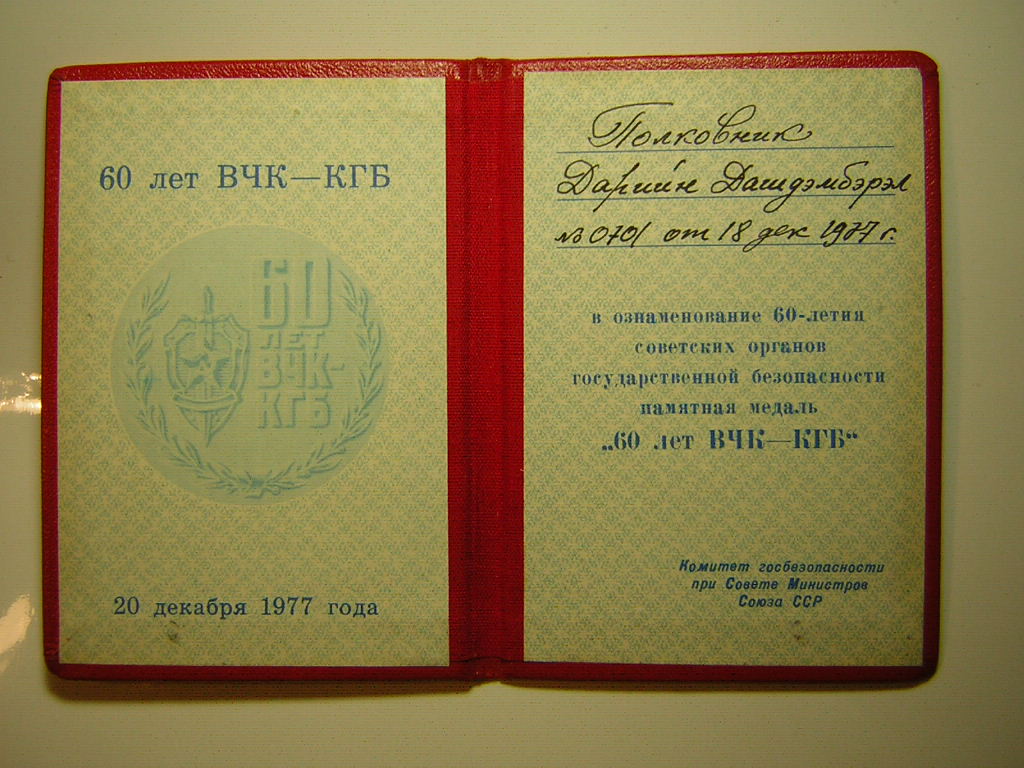 60 лет ВЧК—КГБ
60
ЛЕТ
ВЧК-
КГБ
20 декабря 1977 года
Полковник
Дарийн Дашдэмбэрэл
№ 0701 от 18 дек 1977 г.
в ознаменование 60-летия
советских органов
государственной безопасности
памятная медаль
„60 лет ВЧК—КГБ“
Комитет госбезопасности
при Совете Министров
Союза ССР